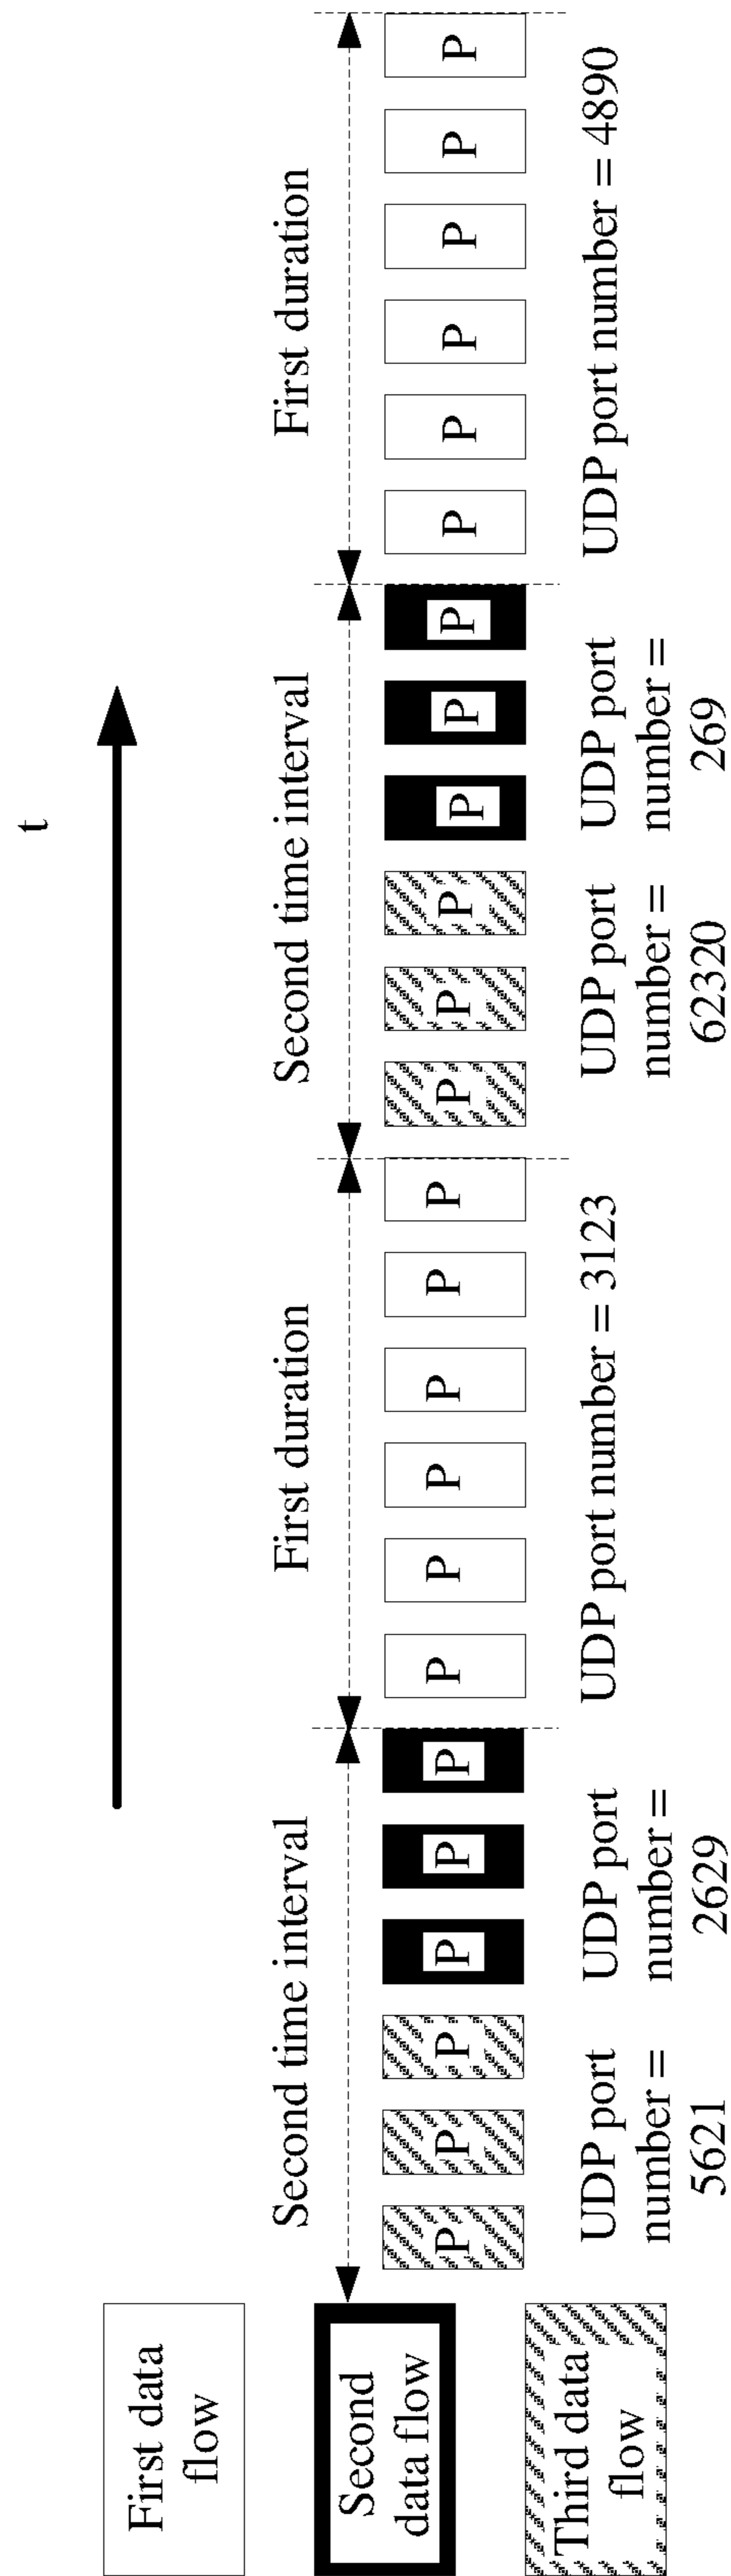 First data
flow
Second
data flow
Third data
flow
t
Second time interval
First duration
Second time interval
First duration
P P P P P P P P P P P P P P P P P P P P P P P P
UDP port
number =
5621
UDP port
number =
2629
UDP port number = 3123
UDP port
number =
62320
UDP port
number =
269
UDP port number = 4890